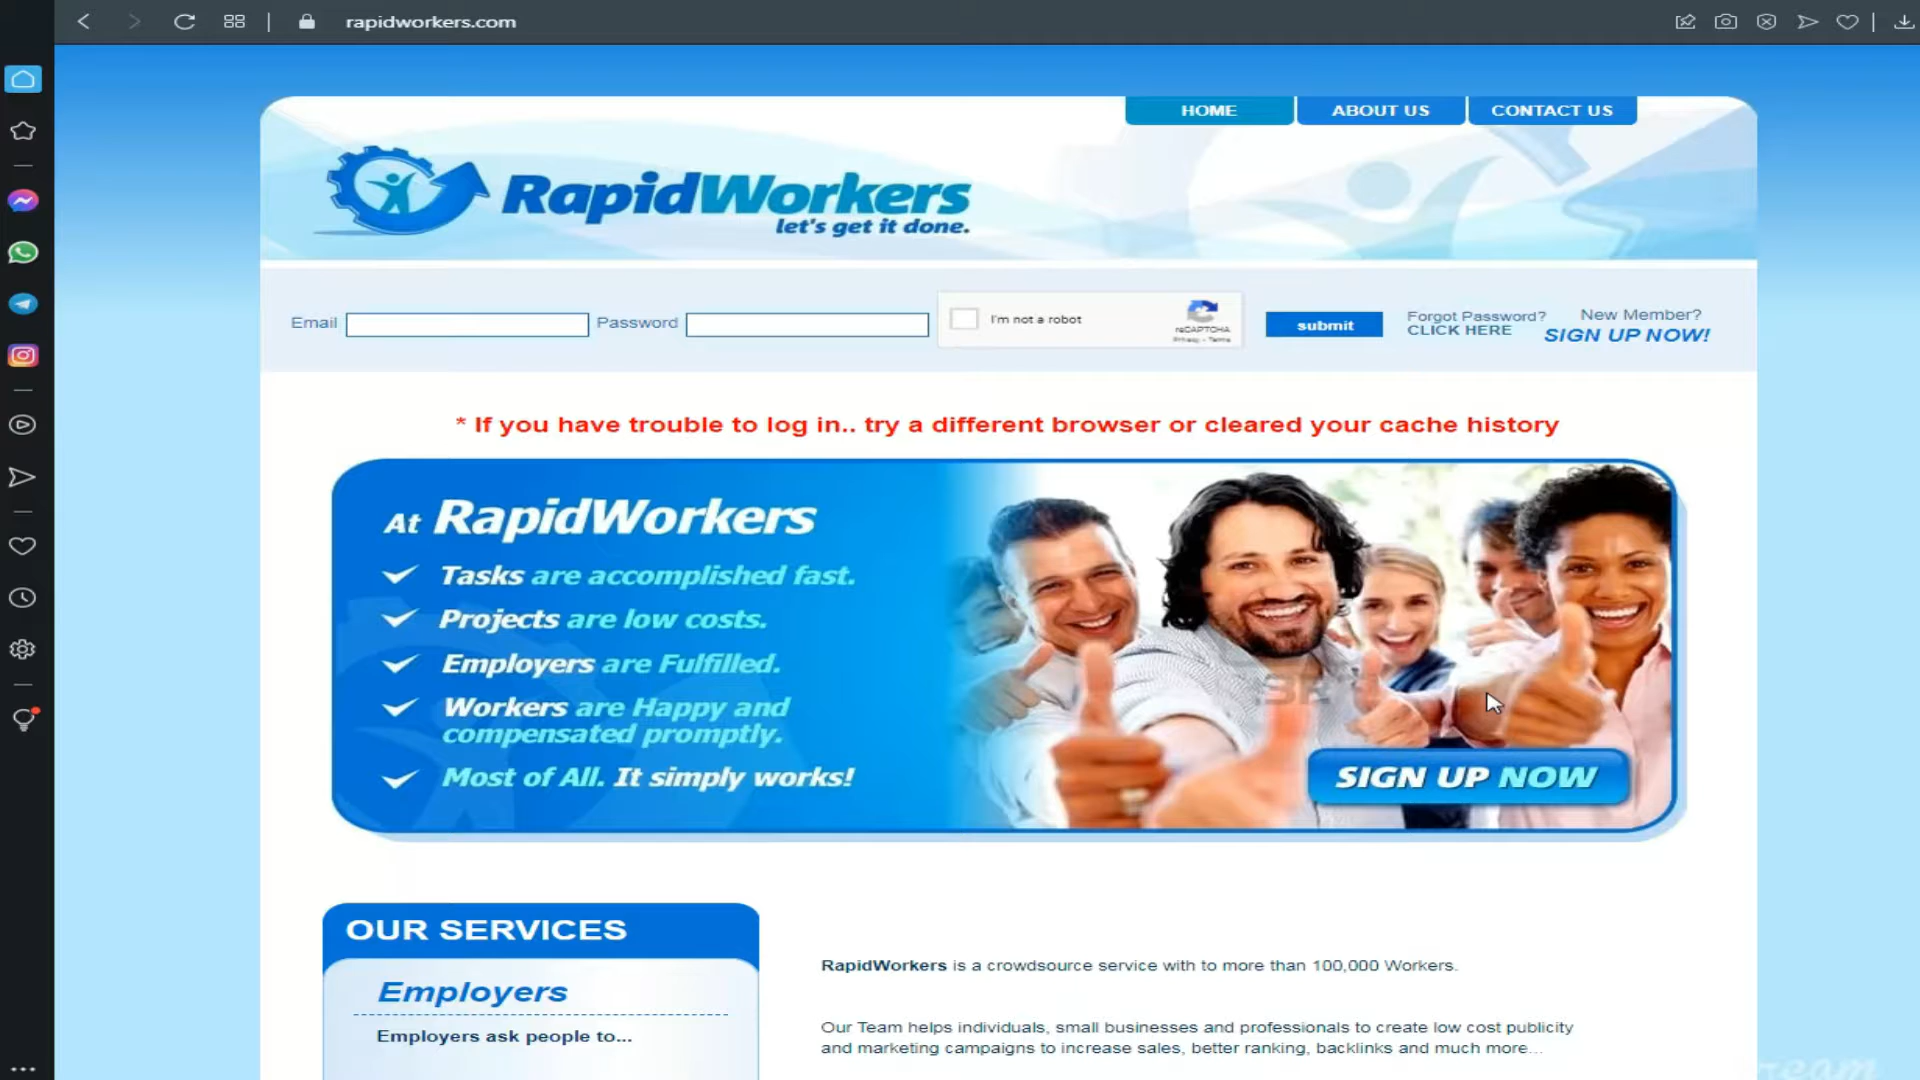 rapidworkers.com
HOME
ABOUT US
CONTACT US
RapidWorkers
let's get it done.
Email
Password
I'm not a robot
reCAPTCHA
Privacy - Terms
submit
Forgot Password?
CLICK HERE
New Member?
SIGN UP NOW!
* If you have trouble to log in.. try a different browser or cleared your cache history
At RapidWorkers
Tasks are accomplished fast.
Projects are low costs.
Employers are Fulfilled.
Workers are Happy and
compensated promptly.
Most of All. It simply works!
SIGN UP NOW
OUR SERVICES
Employers
Employers ask people to...
RapidWorkers is a crowdsource service with to more than 100,000 Workers.
Our Team helps individuals, small businesses and professionals to create low cost publicity
and marketing campaigns to increase sales, better ranking, backlinks and much more...